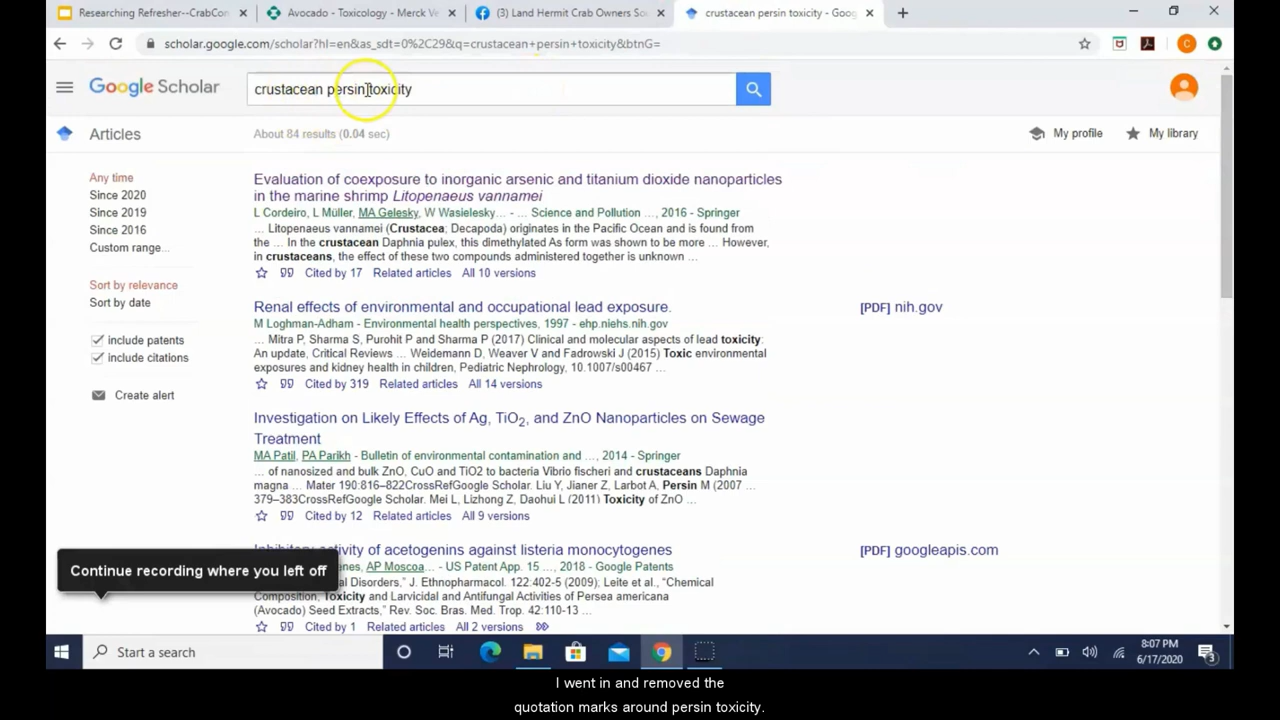 Researching Refresher--CrabCon
Avocado - Toxicology - Merck Ve
(3) Land Hermit Crab Owners So
crustacean persin toxicity - Goog
scholar.google.com/scholar?hl=en&as_sdt=0%2C29&q=crustacean+persin+toxicity&btnG=
Google Scholar
crustacean persin toxicity
Articles
About 84 results (0.04 sec)
My profile
My library
Any time
Since 2020
Since 2019
Since 2016
Custom range...
Sort by relevance
Sort by date
include patents
include citations
Create alert
Evaluation of coexposure to inorganic arsenic and titanium dioxide nanoparticles
in the marine shrimp Litopenaeus vannamei
L Cordeiro, L Müller, MA Gelesky, W Wasielesky... - ... Science and Pollution ..., 2016 - Springer
... Litopenaeus vannamei (Crustacea; Decapoda) originates in the Pacific Ocean and is found from
the ... In the crustacean Daphnia pulex, this dimethylated As form was shown to be more ... However,
in crustaceans, the effect of these two compounds administered together is unknown ...
Cited by 17 Related articles All 10 versions
Renal effects of environmental and occupational lead exposure.
[PDF] nih.gov
M Loghman-Adham - Environmental health perspectives, 1997 - ehp.niehs.nih.gov
... Mitra P, Sharma S, Purohit P and Sharma P (2017) Clinical and molecular aspects of lead toxicity:
An update, Critical Reviews ... Weidemann D, Weaver V and Fadrowski J (2015) Toxic environmental
exposures and kidney health in children, Pediatric Nephrology, 10.1007/s00467 ...
Cited by 319 Related articles All 14 versions
Investigation on Likely Effects of Ag, TiO2, and ZnO Nanoparticles on Sewage
Treatment
MA Patil, PA Parikh - Bulletin of environmental contamination and ..., 2014 - Springer
... of nanosized and bulk ZnO, CuO and TiO2 to bacteria Vibrio fischeri and crustaceans Daphnia
magna ... Mater 190:816–822CrossRefGoogle Scholar. Liu Y, Jianer Z, Larbot A, Persin M (2007 ...
379–383CrossRefGoogle Scholar. Mei L, Lizhong Z, Daohui L (2011) Toxicity of ZnO ...
Cited by 12 Related articles All 9 versions
activity of acetogenins against listeria monocytogenes
[PDF] googleapis.com
AP Moscoa... - US Patent App. 15 ..., 2018 - Google Patents
Disorders," J. Ethnopharmacol. 122:402-5 (2009); Leite et al., "Chemical
Composition, Toxicity and Larvicidal and Antifungal Activities of Persea americana
(Avocado) Seed Extracts," Rev. Soc. Bras. Med. Trop. 42:110-13 ...
Cited by 1 Related articles All 2 versions
Continue recording where you left off
Start a search
8:07 PM
6/17/2020
3
I went in and removed the
quotation marks around persin toxicity.